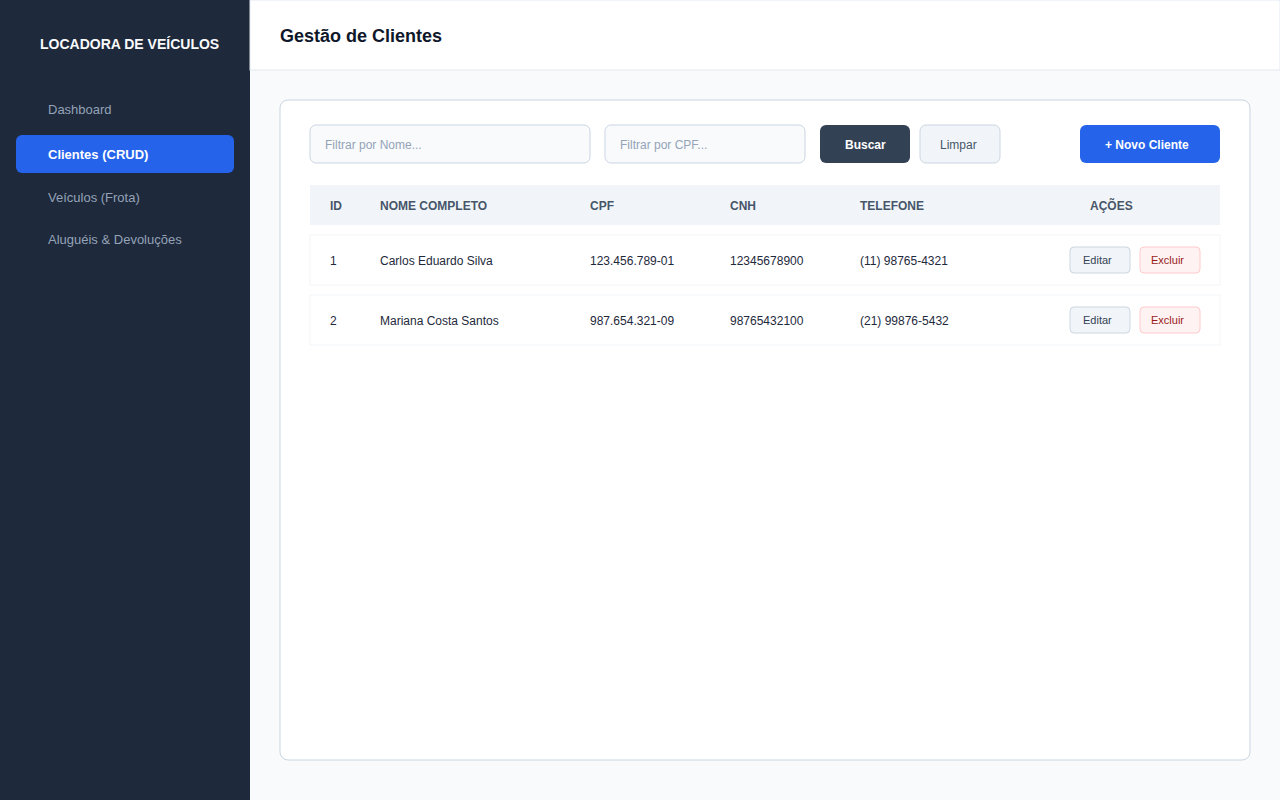 LOCADORA DE VEÍCULOS
Dashboard
Clientes (CRUD)
Veículos (Frota)
Aluguéis & Devoluções
Gestão de Clientes
Filtrar por Nome... Filtrar por CPF... Buscar Limpar + Novo Cliente
ID NOME COMPLETO CPF CNH TELEFONE AÇÕES
1 Carlos Eduardo Silva 123.456.789-01 12345678900 (11) 98765-4321 Editar Excluir
2 Mariana Costa Santos 987.654.321-09 98765432100 (21) 99876-5432 Editar Excluir